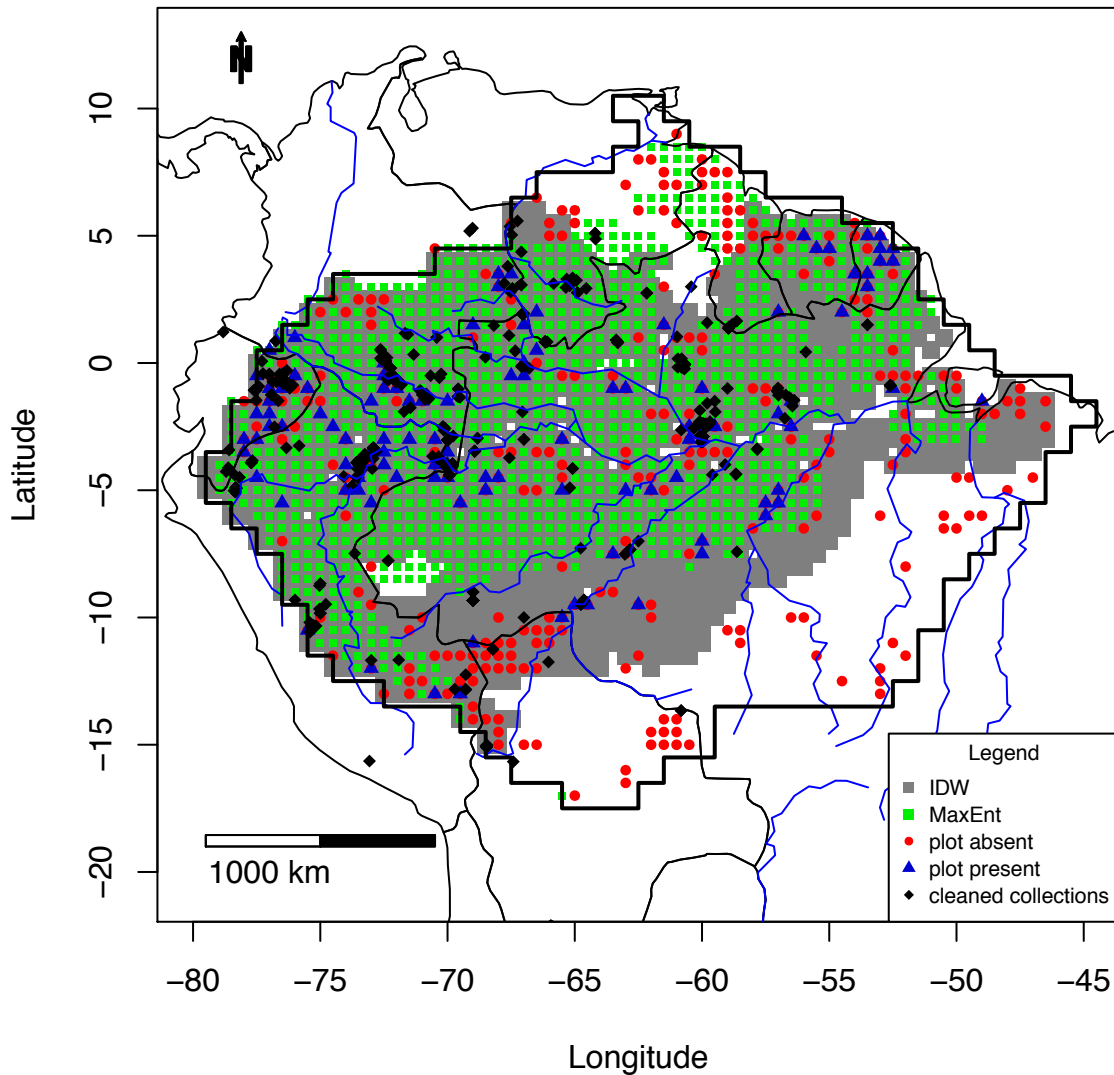 N
10
5
0
−5
−10
−15
−20
Latitude
1000 km
Legend
IDW
MaxEnt
plot absent
plot present
cleaned collections
−80 −75 −70 −65 −60 −55 −50 −45
Longitude